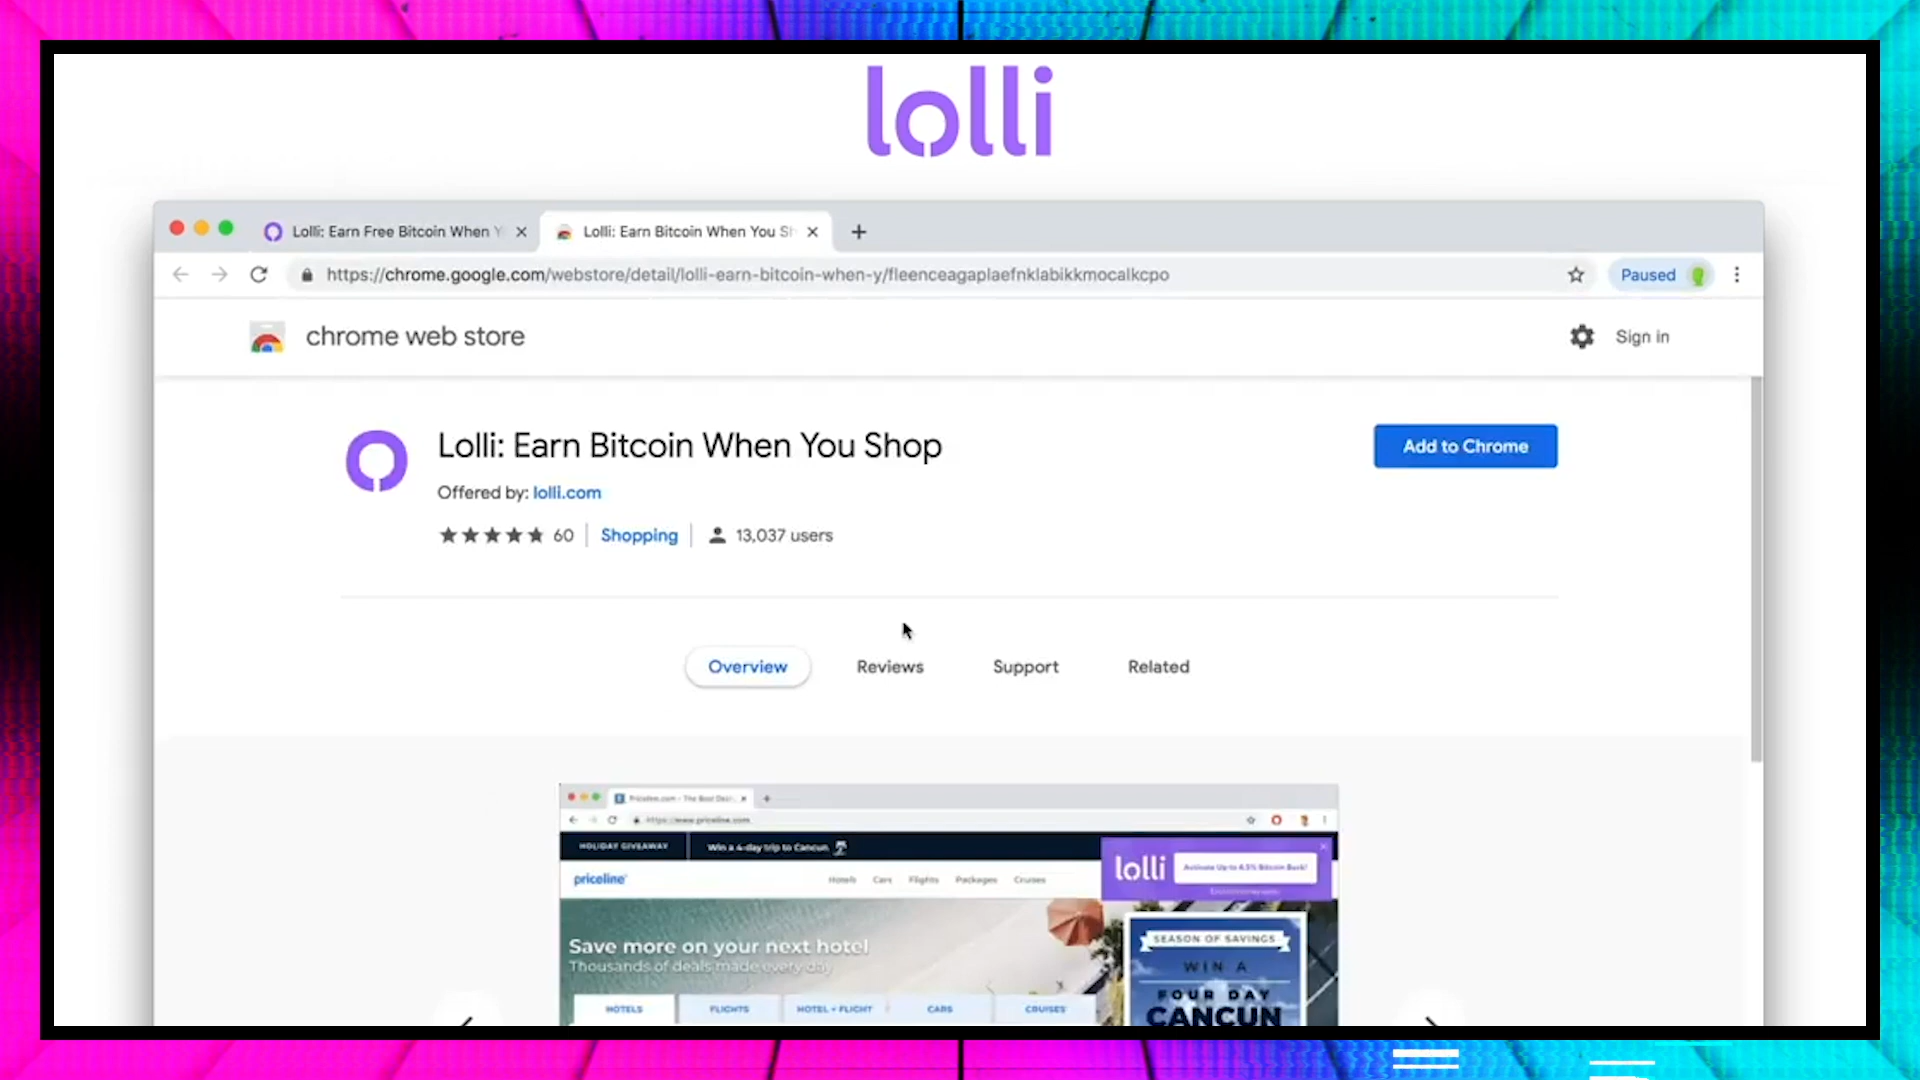 lolli
Lolli: Earn Free Bitcoin When Y
Lolli: Earn Bitcoin When You Sh
https://chrome.google.com/webstore/detail/lolli-earn-bitcoin-when-y/fleenceagaplaefnklabikkmocalkcpo
Paused
chrome web store
Sign in
Lolli: Earn Bitcoin When You Shop
Add to Chrome
Offered by: lolli.com
60
Shopping
13,037 users
Overview
Reviews
Support
Related
Priceline.com - The Best Deal
https://www.priceline.com
HOLIDAY GIVEAWAY
Win a 4-day trip to Cancun
lolli
Activate Up to 4.5% Bitcoin Back!
priceline
Hotels
Cars
Flights
Packages
Cruises
Save more on your next hotel
Thousands of deals made every day
SEASON OF SAVINGS
WIN A
FOUR DAY
CANCUN
HOTELS
FLIGHTS
HOTEL + FLIGHT
CARS
CRUISES